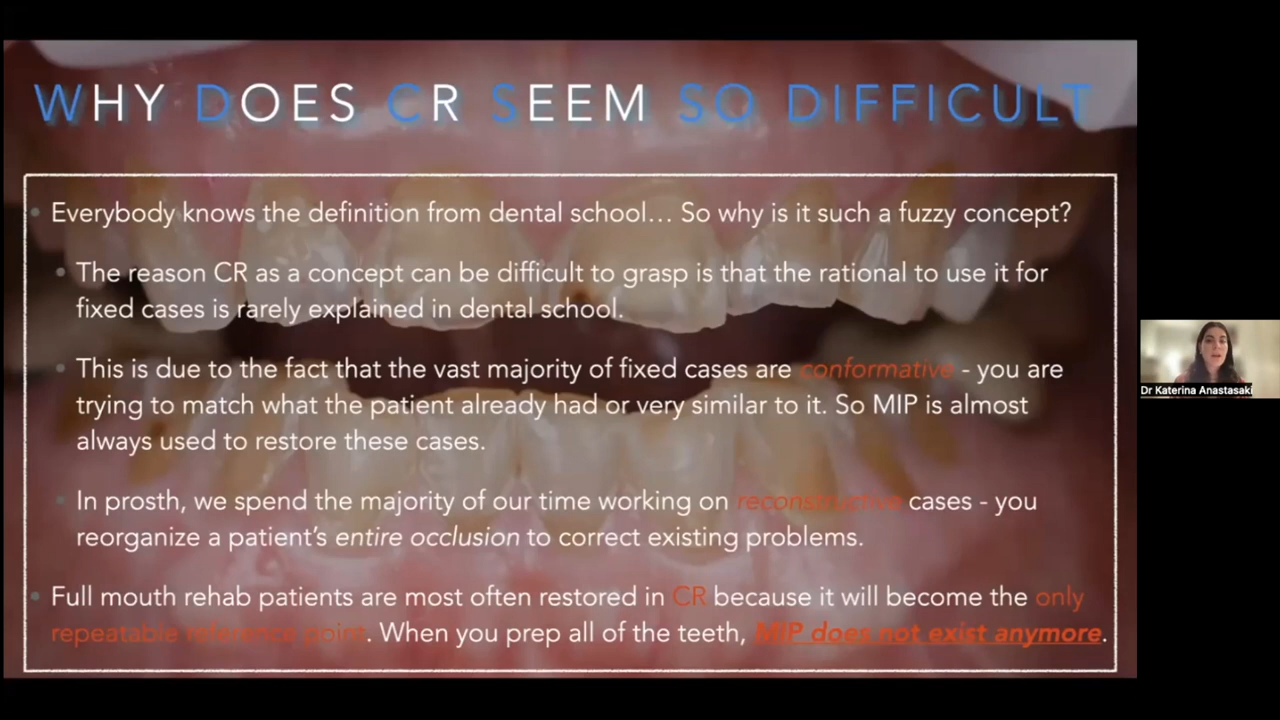 WHY DOES CR SEEM SO DIFFICULT
Everybody knows the definition from dental school... So why is it such a fuzzy concept?
The reason CR as a concept can be difficult to grasp is that the rational to use it for
fixed cases is rarely explained in dental school.
This is due to the fact that the vast majority of fixed cases are conformative - you are
trying to match what the patient already had or very similar to it. So MIP is almost
always used to restore these cases.
In prosth, we spend the majority of our time working on reconstructive cases - you
reorganize a patient's entire occlusion to correct existing problems.
Full mouth rehab patients are most often restored in CR because it will become the only
repeatable reference point. When you prep all of the teeth, MIP does not exist anymore.
Dr Katerina Anastasaki